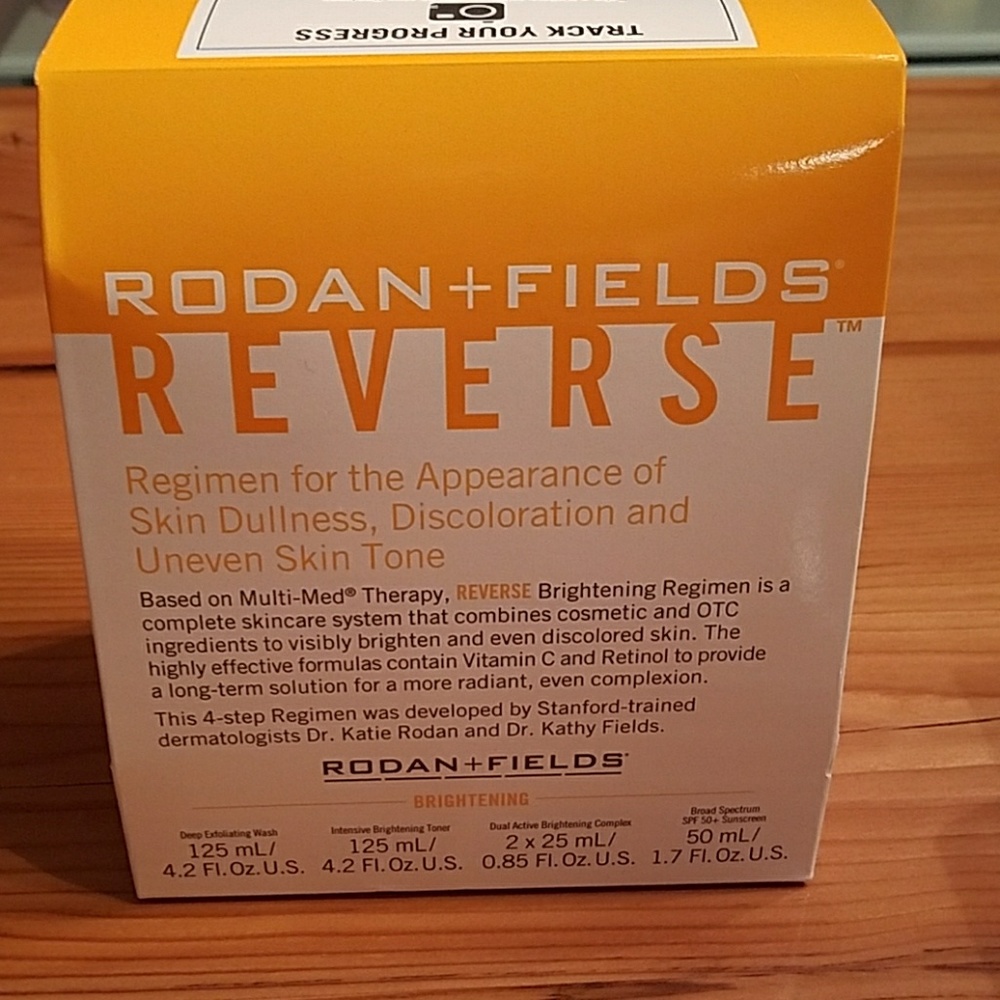 TRACK YOUR PROGRESS
RODAN+FIELDS®
REVERSE™
Regimen for the Appearance of
Skin Dullness, Discoloration and
Uneven Skin Tone
Based on Multi-Med® Therapy, REVERSE Brightening Regimen is a
complete skincare system that combines cosmetic and OTC
ingredients to visibly brighten and even discolored skin. The
highly effective formulas contain Vitamin C and Retinol to provide
a long-term solution for a more radiant, even complexion.
This 4-step Regimen was developed by Stanford-trained
dermatologists Dr. Katie Rodan and Dr. Kathy Fields.
RODAN+FIELDS®
BRIGHTENING
Deep Exfoliating Wash
125 mL/
4.2 Fl. Oz. U.S.
Intensive Brightening Toner
125 mL/
4.2 Fl. Oz. U.S.
Dual Active Brightening Complex
2 x 25 mL/
0.85 Fl. Oz. U.S.
Broad Spectrum
SPF 50+ Sunscreen
50 mL/
1.7 Fl. Oz. U.S.